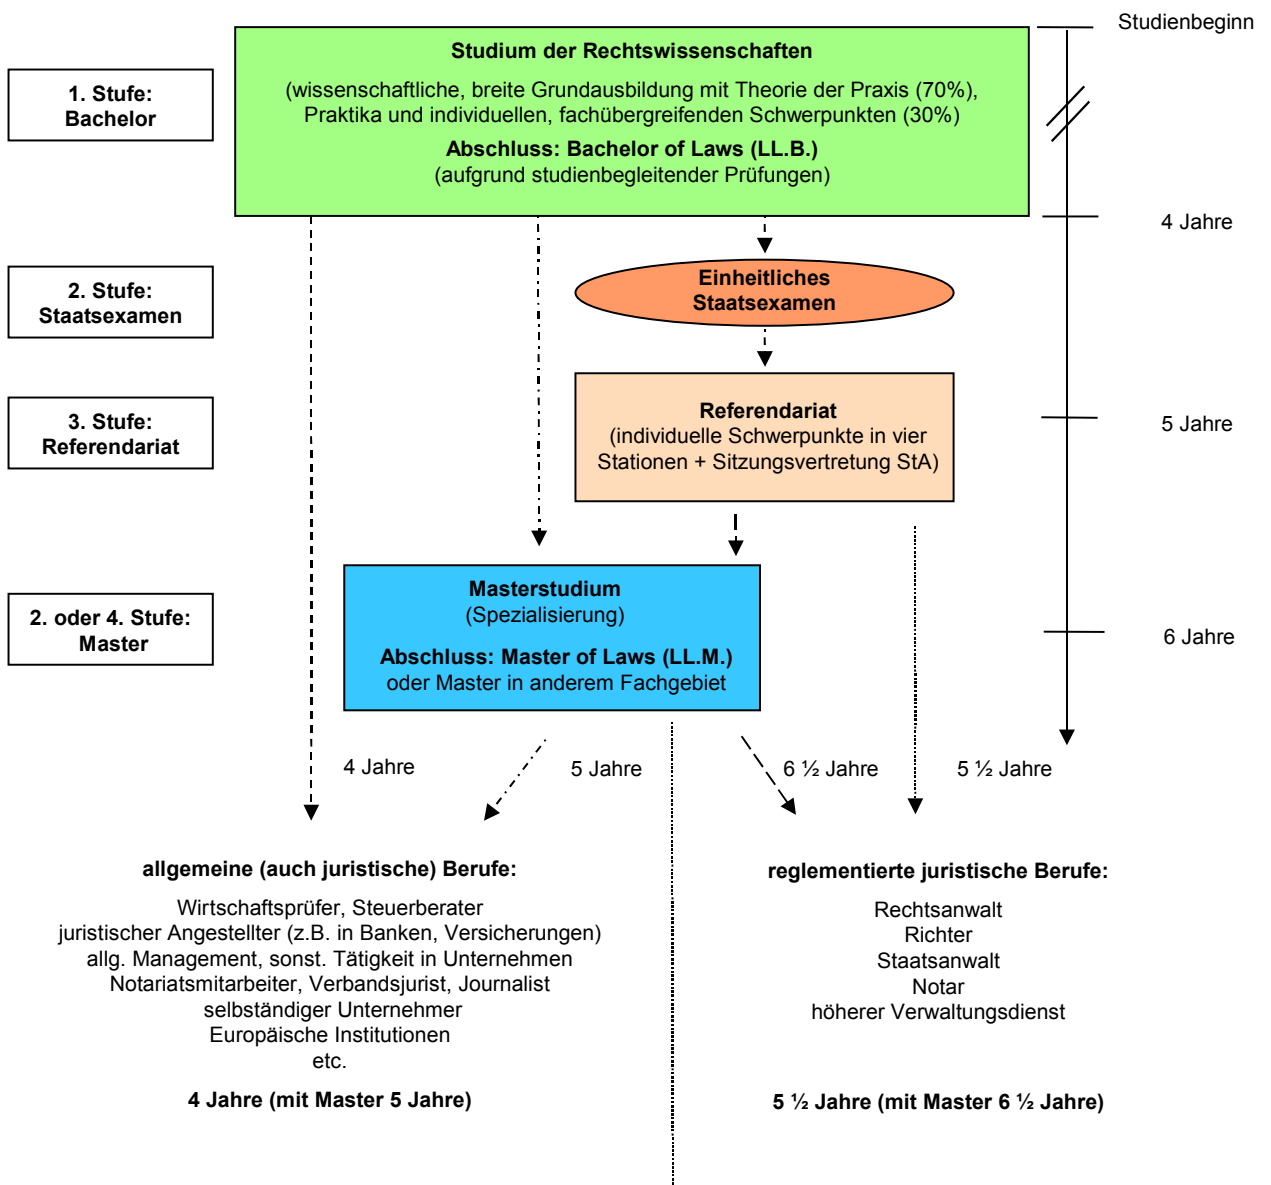 Studienbeginn
Studium der Rechtswissenschaften
(wissenschaftliche, breite Grundausbildung mit Theorie der Praxis (70%),
Praktika und individuellen, fachübergreifenden Schwerpunkten (30%)
Abschluss: Bachelor of Laws (LL.B.)
(aufgrund studienbegleitender Prüfungen)
1. Stufe:
Bachelor
4 Jahre
2. Stufe:
Staatsexamen
Einheitliches
Staatsexamen
3. Stufe:
Referendariat
Referendariat
(individuelle Schwerpunkte in vier
Stationen + Sitzungsvertretung StA)
5 Jahre
2. oder 4. Stufe:
Master
Masterstudium
(Spezialisierung)
Abschluss: Master of Laws (LL.M.)
oder Master in anderem Fachgebiet
6 Jahre
4 Jahre
5 Jahre
6 ½ Jahre
5 ½ Jahre
allgemeine (auch juristische) Berufe:
Wirtschaftsprüfer, Steuerberater
juristischer Angestellter (z.B. in Banken, Versicherungen)
allg. Management, sonst. Tätigkeit in Unternehmen
Notariatsmitarbeiter, Verbandsjurist, Journalist
selbständiger Unternehmer
Europäische Institutionen
etc.
4 Jahre (mit Master 5 Jahre)
reglementierte juristische Berufe:
Rechtsanwalt
Richter
Staatsanwalt
Notar
höherer Verwaltungsdienst
5 ½ Jahre (mit Master 6 ½ Jahre)